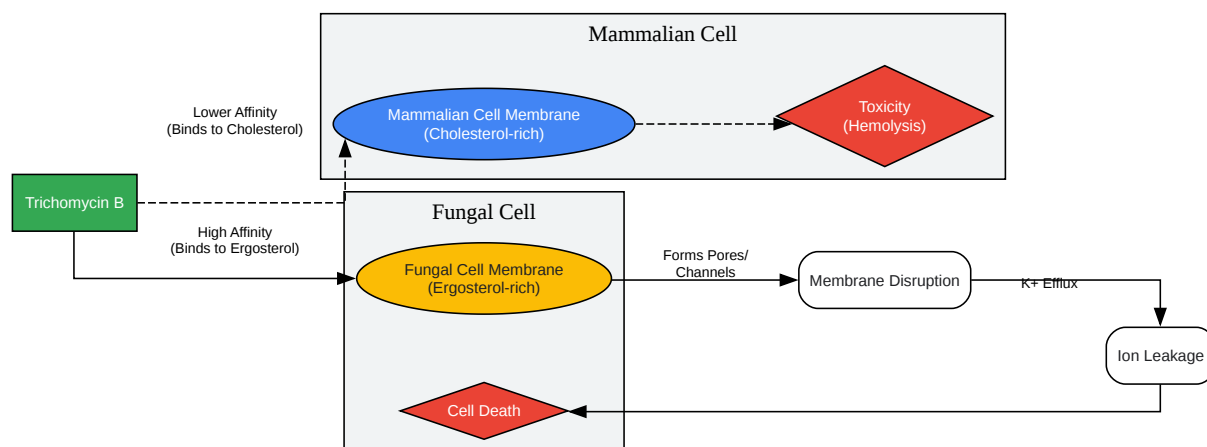 Mammalian Cell
Lower Affinity
(Binds to Cholesterol)
Mammalian Cell Membrane
(Cholesterol-rich)
Toxicity
(Hemolysis)
Trichomycin B
High Affinity
(Binds to Ergosterol)
Fungal Cell
Fungal Cell Membrane
(Ergosterol-rich)
Forms Pores/
Channels
Membrane Disruption
K+ Efflux
Ion Leakage
Cell Death